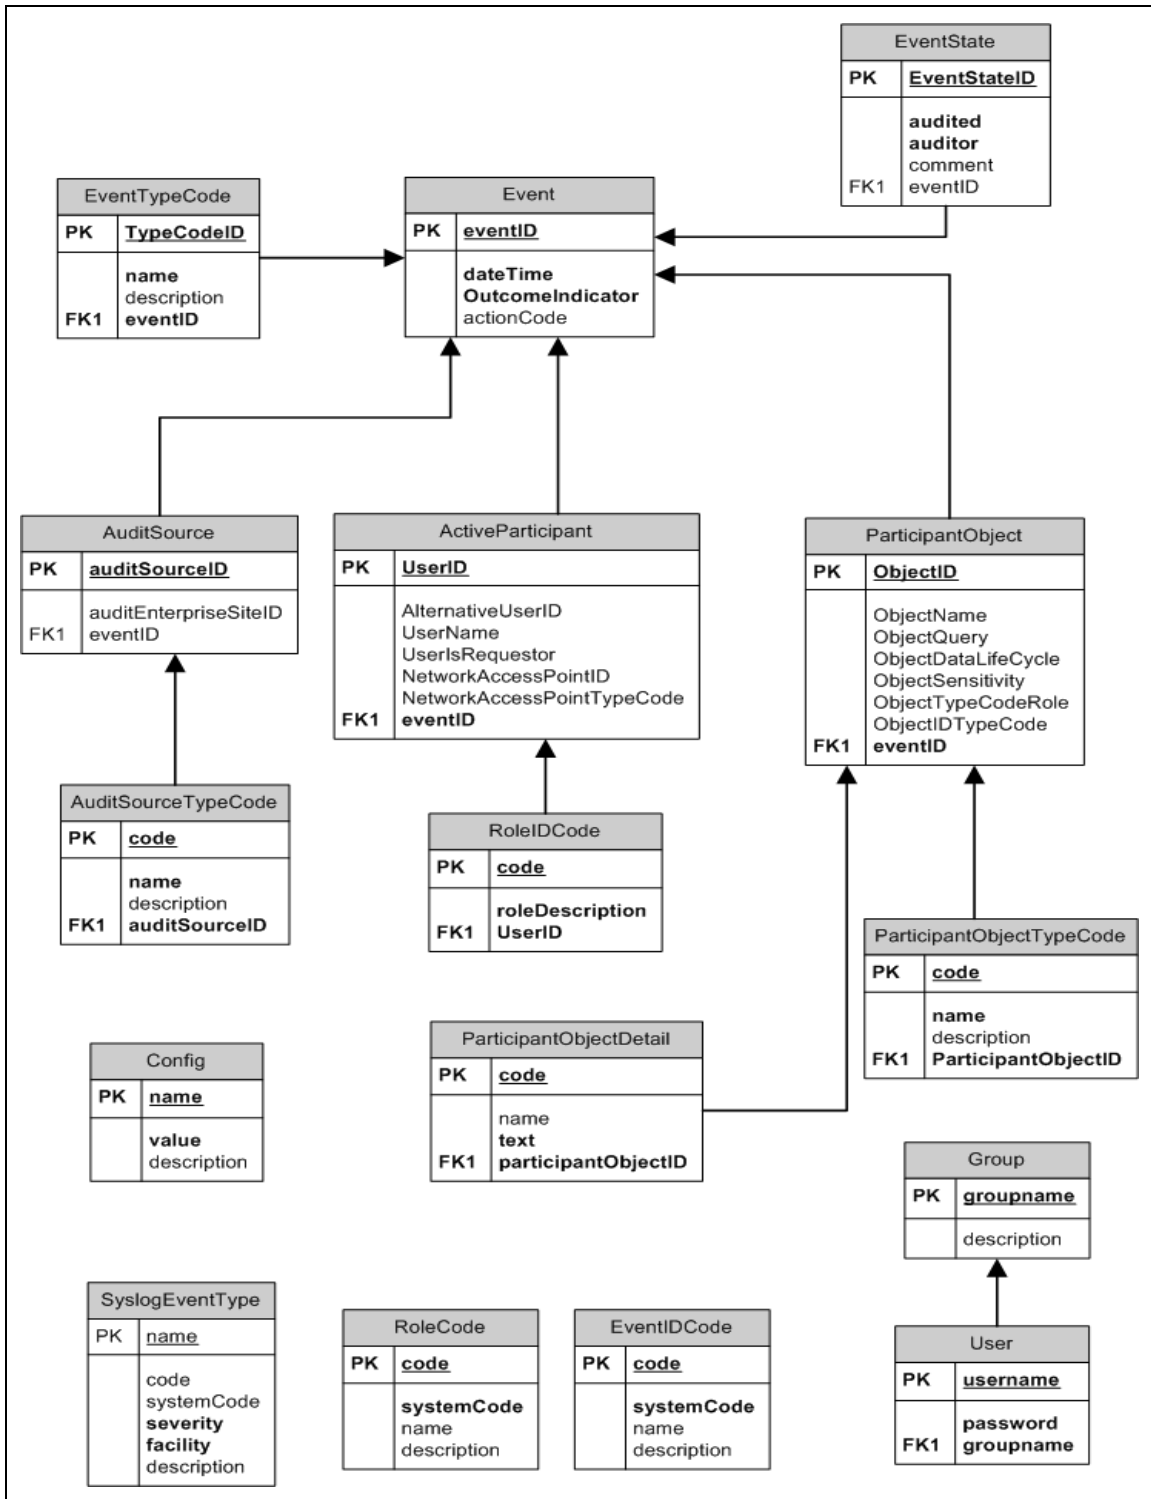 EventState
PK EventStateID
audited
auditor
comment
FK1 eventID
EventTypeCode
PK TypeCodeID
name
description
FK1 eventID
Event
PK eventID
dateTime
OutcomeIndicator
actionCode
AuditSource
PK auditSourceID
auditEnterpriseSiteID
FK1 eventID
ActiveParticipant
PK UserID
AlternativeUserID
UserName
UserIsRequestor
NetworkAccessPointID
NetworkAccessPointTypeCode
FK1 eventID
ParticipantObject
PK ObjectID
ObjectName
ObjectQuery
ObjectDataLifeCycle
ObjectSensitivity
ObjectTypeCodeRole
ObjectIDTypeCode
FK1 eventID
AuditSourceTypeCode
PK code
name
description
FK1 auditSourceID
RoleIDCode
PK code
roleDescription
FK1 UserID
ParticipantObjectTypeCode
PK code
name
description
FK1 ParticipantObjectID
Config
PK name
value
description
ParticipantObjectDetail
PK code
name
text
FK1 participantObjectID
Group
PK groupname
description
SyslogEventType
PK name
code
systemCode
severity
facility
description
RoleCode
PK code
systemCode
name
description
EventIDCode
PK code
systemCode
name
description
User
PK username
password
FK1 groupname